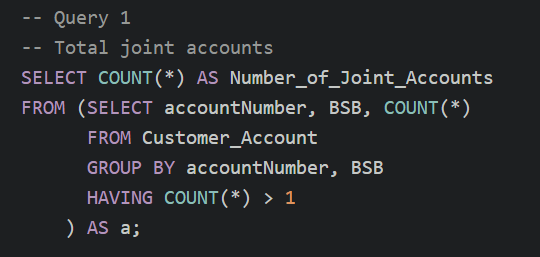 -- Query 1
-- Total joint accounts
SELECT COUNT(*) AS Number_of_Joint_Accounts
FROM (SELECT accountNumber, BSB, COUNT(*)
FROM Customer_Account
GROUP BY accountNumber, BSB
HAVING COUNT(*) > 1
) AS a;